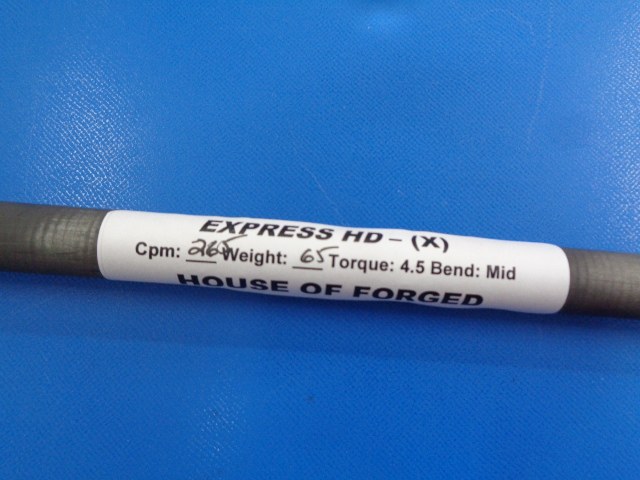 EXPRESS HD – (X)
Cpm: 265 Weight: 65 Torque: 4.5 Bend: Mid
HOUSE OF FORGED